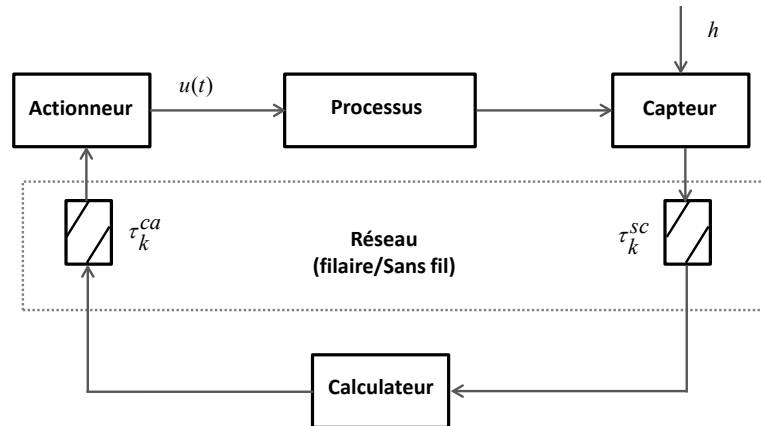 h
u(t)
Actionneur
Processus
Capteur
τ_k^{ca}
τ_k^{sc}
Réseau
(filaire/Sans fil)
Calculateur